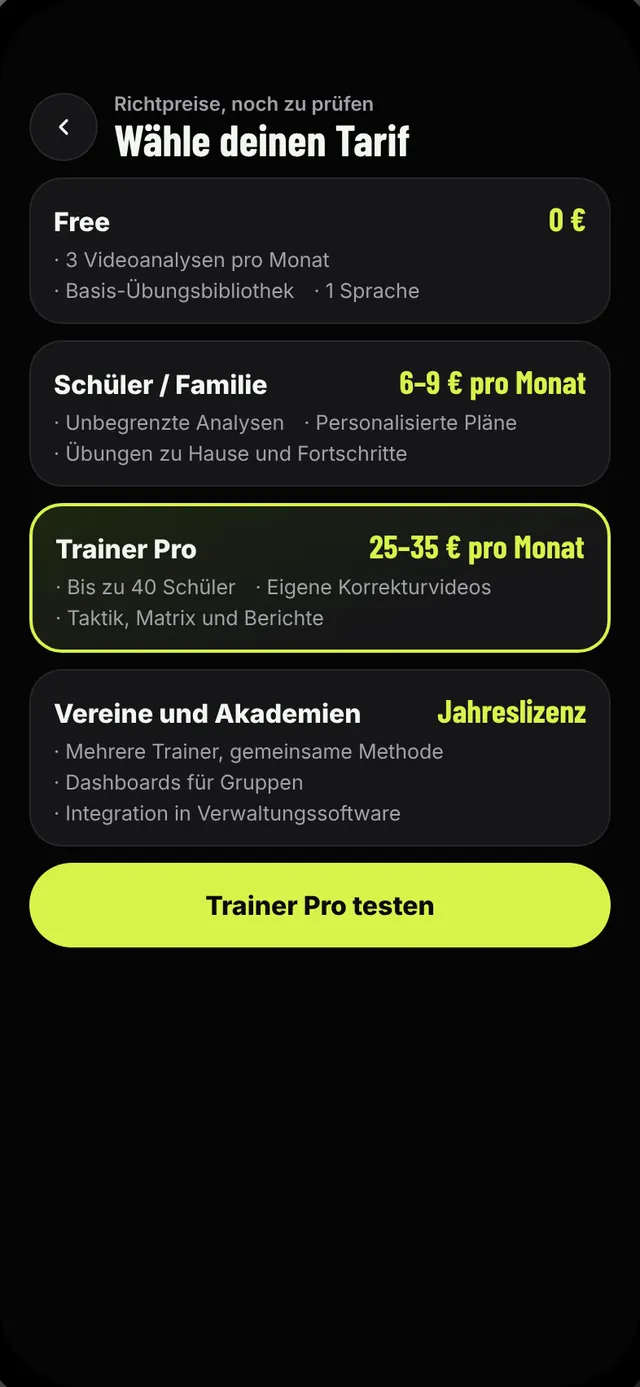 Richtpreise, noch zu prüfen
Wähle deinen Tarif
Free 0 €
· 3 Videoanalysen pro Monat
· Basis-Übungsbibliothek · 1 Sprache
Schüler / Familie 6–9 € pro Monat
· Unbegrenzte Analysen · Personalisierte Pläne
· Übungen zu Hause und Fortschritte
Trainer Pro 25–35 € pro Monat
· Bis zu 40 Schüler · Eigene Korrekturvideos
· Taktik, Matrix und Berichte
Vereine und Akademien Jahreslizenz
· Mehrere Trainer, gemeinsame Methode
· Dashboards für Gruppen
· Integration in Verwaltungssoftware
Trainer Pro testen